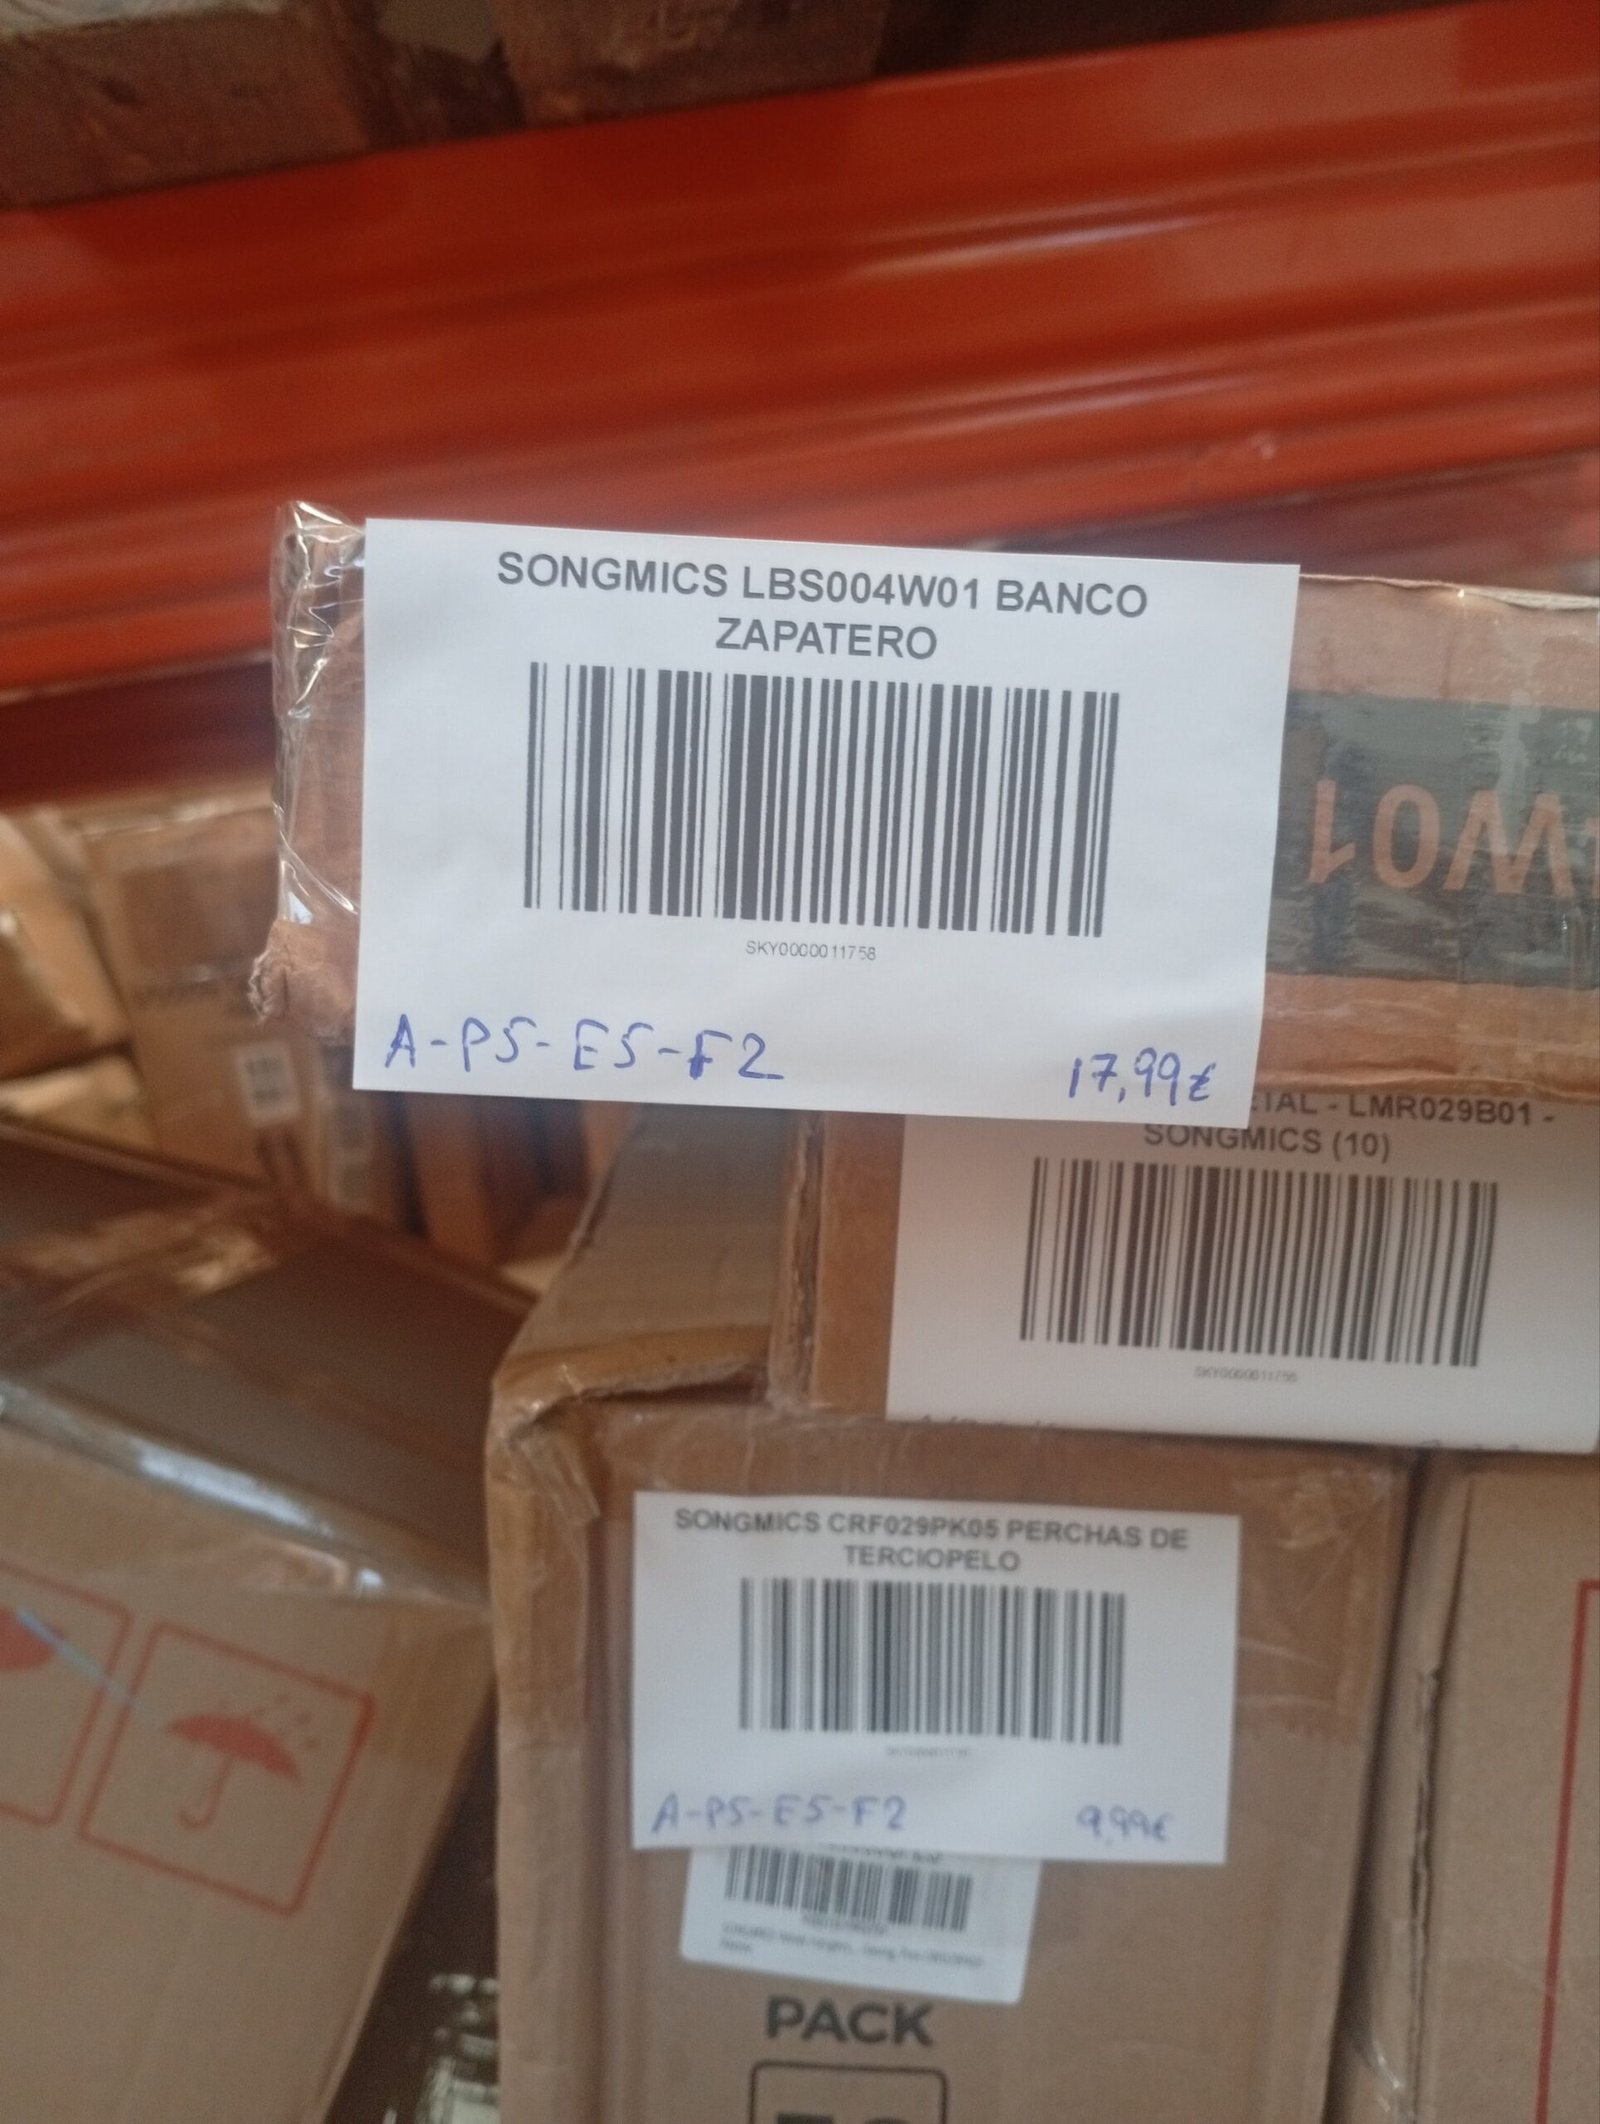 SONGMICS LBS004W01 BANCO
ZAPATERO
SKY0000011758
A-P5-E5-F2
17,99€
W01
- LMR029B01 -
SONGMICS (10)
SONGMICS CRF029PK05 PERCHAS DE
TERCIOPELO
A-P5-E5-F2
9,99€
PACK